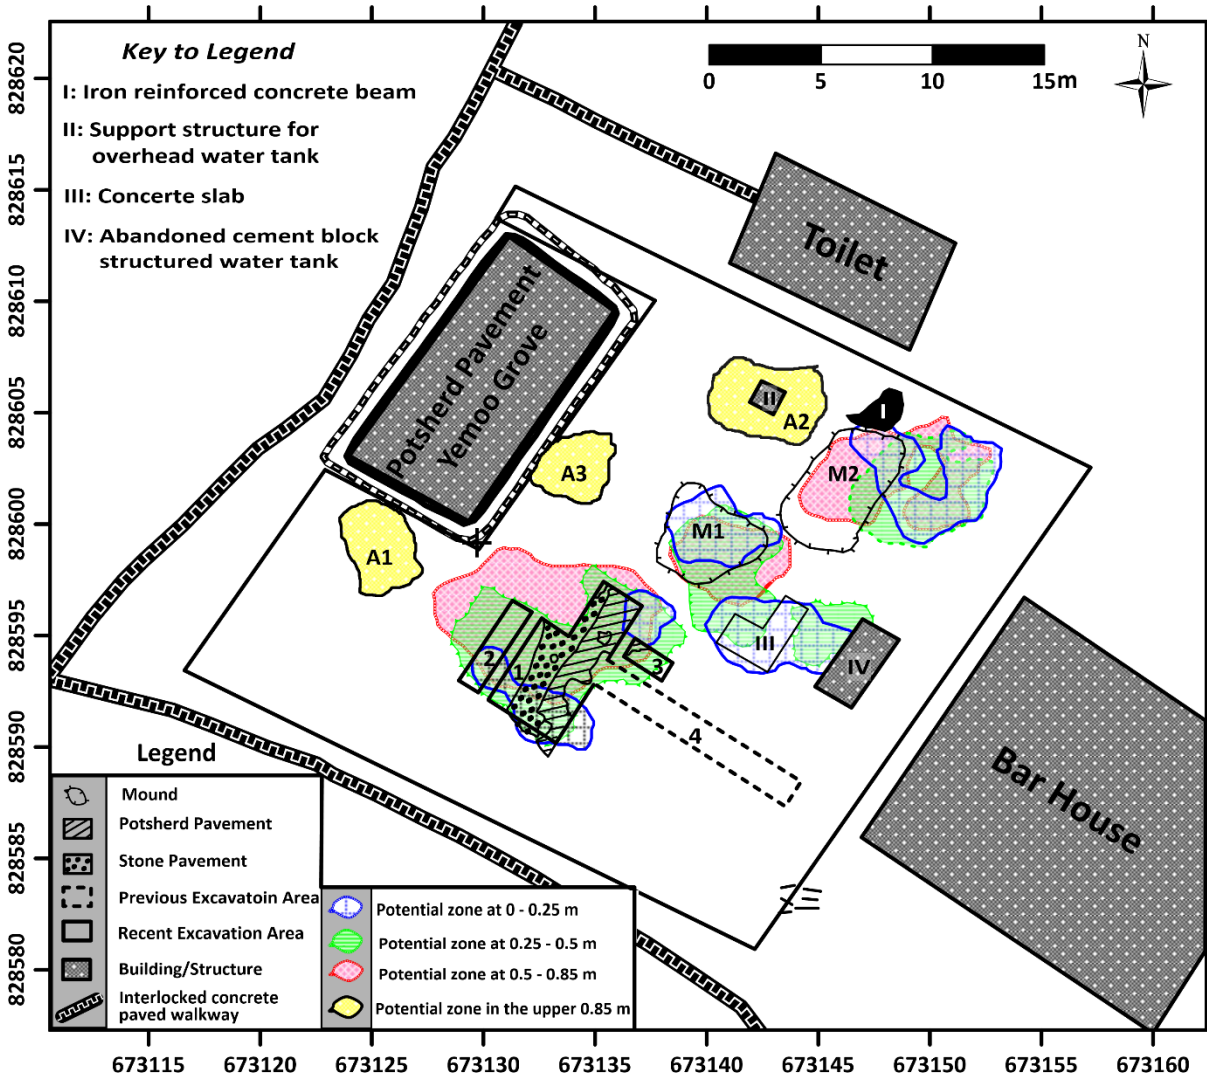 Key to Legend
I: Iron reinforced concrete beam
II: Support structure for
overhead water tank
III: Concerte slab
IV: Abandoned cement block
structured water tank
0 5 10 15m
N
Toilet
Potsherd Pavement
Yemoo Grove
II
A2
I
A3
M2
M1
A1
III
IV
2
1
3
4
Bar House
Legend
Mound
Potsherd Pavement
Stone Pavement
Previous Excavatoin Area
Recent Excavation Area
Building/Structure
Interlocked concrete
paved walkway
Potential zone at 0 - 0.25 m
Potential zone at 0.25 - 0.5 m
Potential zone at 0.5 - 0.85 m
Potential zone in the upper 0.85 m
828620
828615
828610
828605
828600
828595
828590
828585
828580
673115 673120 673125 673130 673135 673140 673145 673150 673155 673160